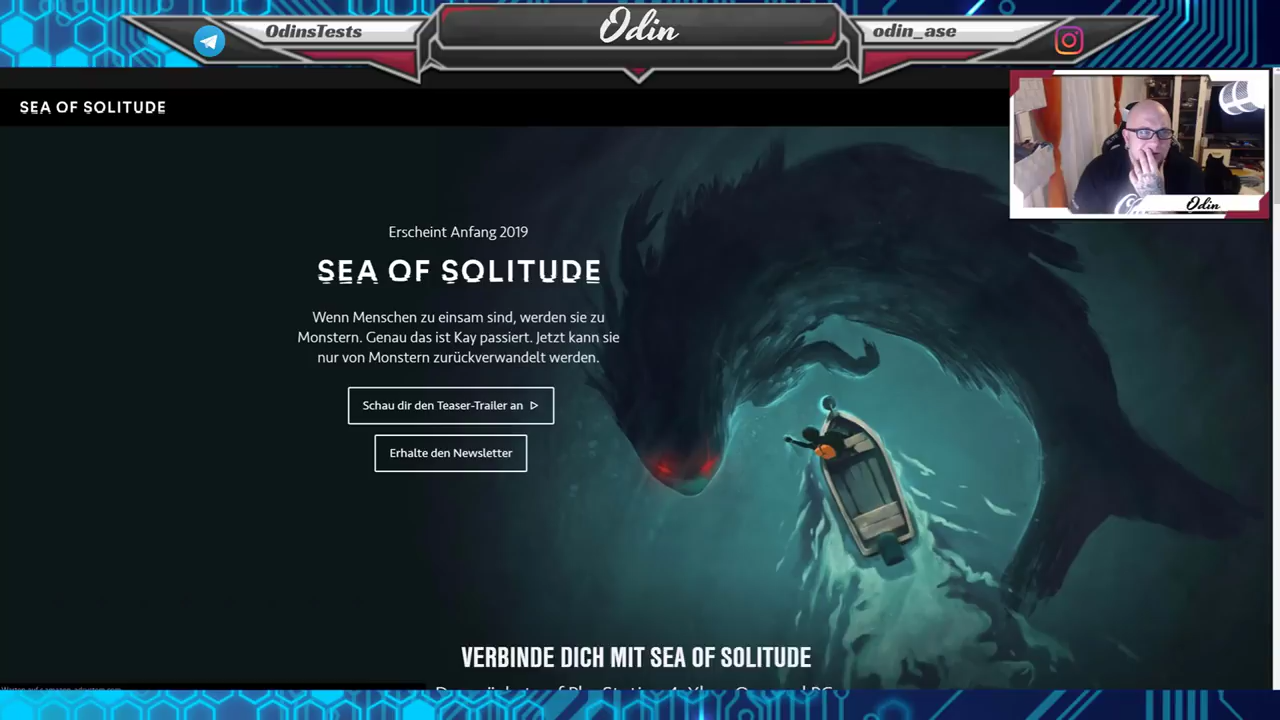 OdinsTests
Odin
odin_ase
SEA OF SOLITUDE
Odin
Erscheint Anfang 2019
SEA OF SOLITUDE
Wenn Menschen zu einsam sind, werden sie zu
Monstern. Genau das ist Kay passiert. Jetzt kann sie
nur von Monstern zurückverwandelt werden.
Schau dir den Teaser-Trailer an
Erhalte den Newsletter
VERBINDE DICH MIT SEA OF SOLITUDE